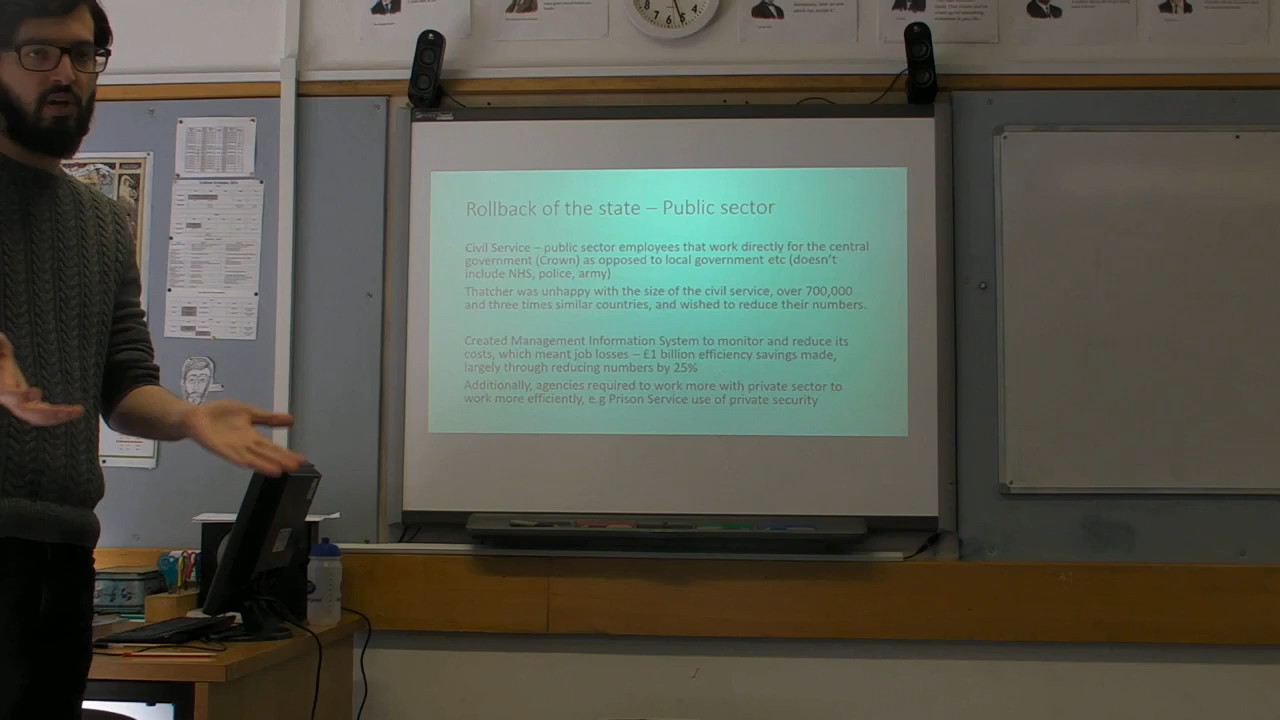 Rollback of the state – Public sector
Civil Service – public sector employees that work directly for the central
government (Crown) as opposed to local government etc (doesn't
include NHS, police, army)
Thatcher was unhappy with the size of the civil service, over 700,000
and three times similar countries, and wished to reduce their numbers.
Created Management Information System to monitor and reduce its
costs, which meant job losses – £1 billion efficiency savings made,
largely through reducing numbers by 25%
Additionally, agencies required to work more with private sector to
work more efficiently, e.g Prison Service use of private security